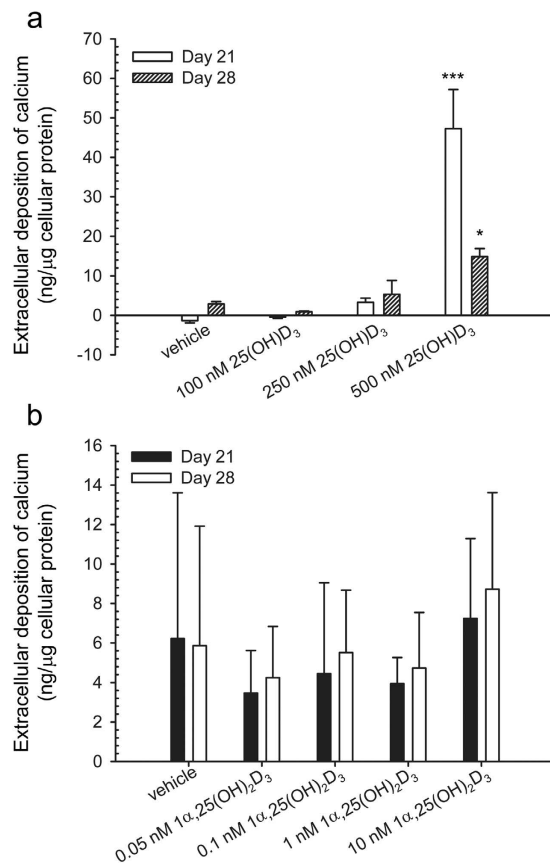 a
Extracellular deposition of calcium
(ng/μg cellular protein)
70
60
50
40
30
20
10
0
-10
Day 21
Day 28
***
*
vehicle
100 nM 25(OH)D₃
250 nM 25(OH)D₃
500 nM 25(OH)D₃
b
Extracellular deposition of calcium
(ng/μg cellular protein)
16
14
12
10
8
6
4
2
0
Day 21
Day 28
vehicle
0.05 nM 1α,25(OH)₂D₃
0.1 nM 1α,25(OH)₂D₃
1 nM 1α,25(OH)₂D₃
10 nM 1α,25(OH)₂D₃